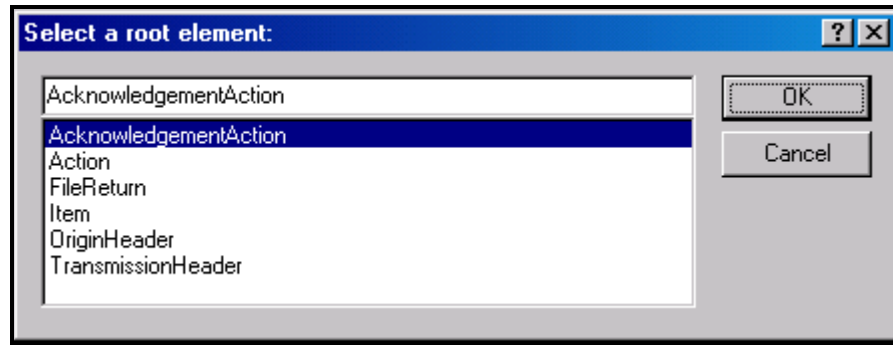 Select a root element:
AcknowledgementAction
OK
AcknowledgementAction
Action
Cancel
FileReturn
Item
OriginHeader
TransmissionHeader